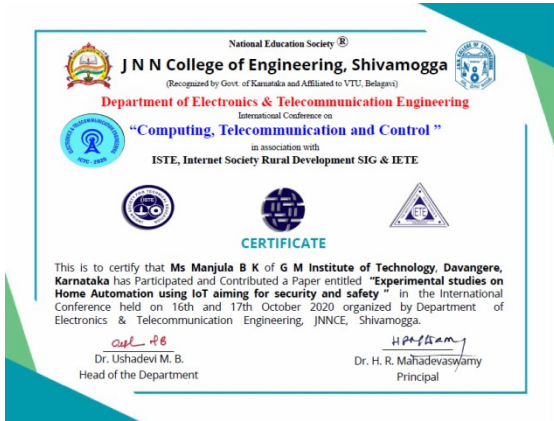 National Education Society ®
J N N College of Engineering, Shivamogga
(Recognized by Govt. of Karnataka and Affiliated to VTU, Belagavi)
Department of Electronics & Telecommunication Engineering
International Conference on
“Computing, Telecommunication and Control ”
in association with
ISTE, Internet Society Rural Development SIG & IETE
ICTC - 2020
ISTE
IETE
CERTIFICATE
This is to certify that Ms Manjula B K of G M Institute of Technology, Davangere,
Karnataka has Participated and Contributed a Paper entitled “Experimental studies on
Home Automation using IoT aiming for security and safety ” in the International
Conference held on 16th and 17th October 2020 organized by Department of
Electronics & Telecommunication Engineering, JNNCE, Shivamogga.
Dr. Ushadevi M. B.
Head of the Department
Dr. H. R. Mahadevaswamy
Principal